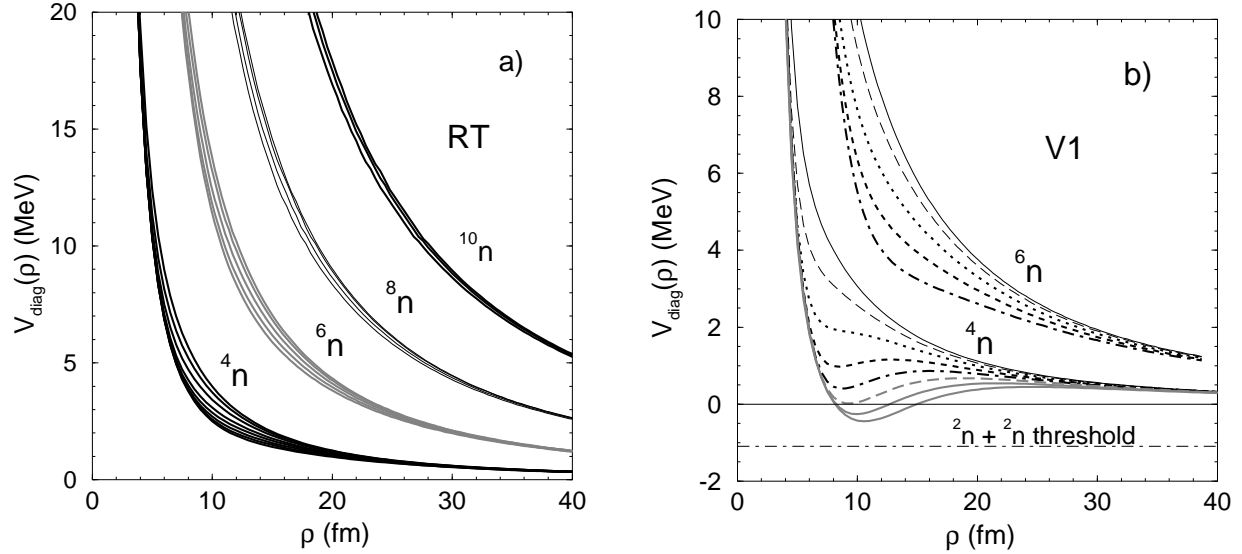 20
15
10
5
0
0 10 20 30 40
V_diag(ρ) (MeV)
ρ (fm)
a)
RT
¹⁰n
⁸n
⁶n
⁴n
10
8
6
4
2
0
-2
0 10 20 30 40
V_diag(ρ) (MeV)
ρ (fm)
b)
V1
⁶n
⁴n
²n + ²n threshold